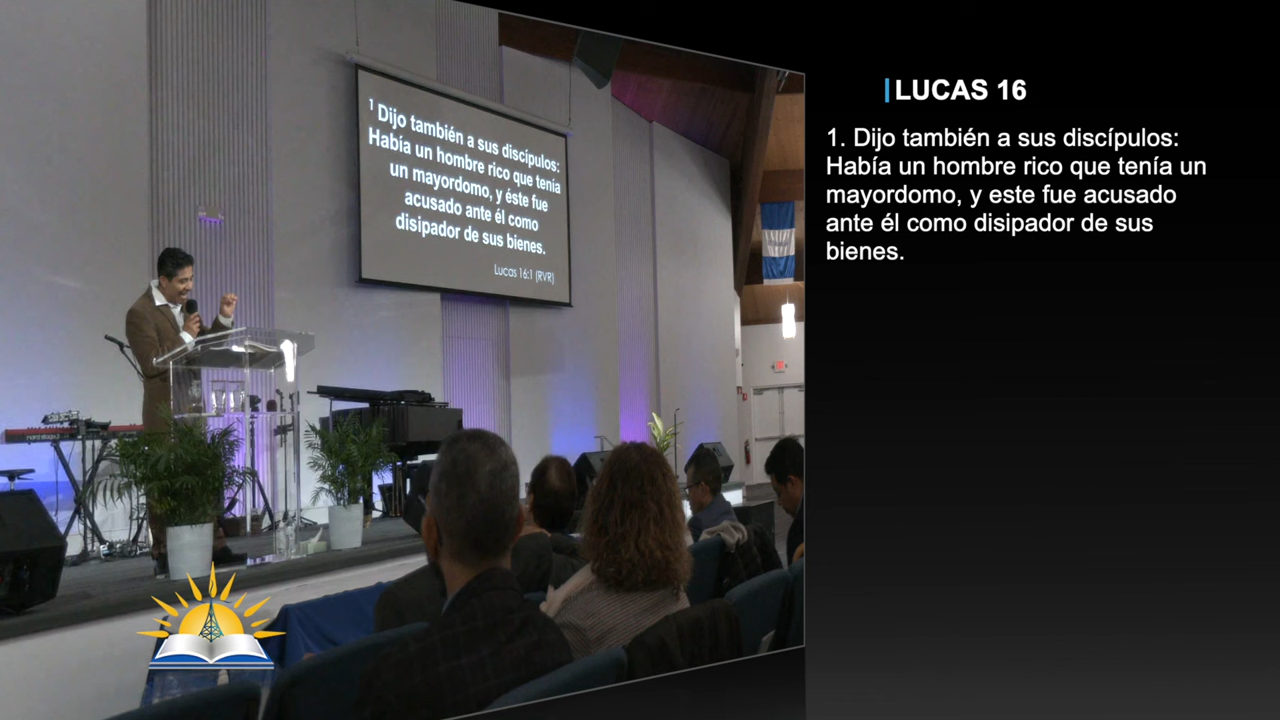 1 Dijo también a sus discípulos:
Había un hombre rico que tenía
un mayordomo, y éste fue
acusado ante él como
disipador de sus bienes.
Lucas 16:1 (RVR)
LUCAS 16
1. Dijo también a sus discípulos:
Había un hombre rico que tenía un
mayordomo, y este fue acusado
ante él como disipador de sus
bienes.